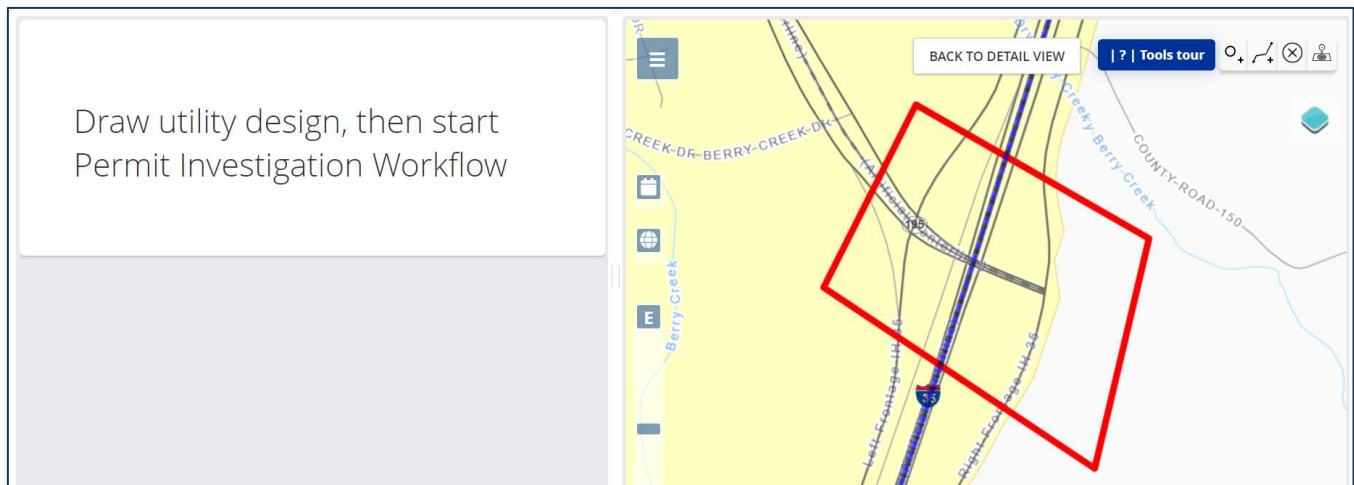 Draw utility design, then start
Permit Investigation Workflow
BACK TO DETAIL VIEW
| ? | Tools tour
CREEK-DR-BERRY-CREEK-DR
Berry-Creek
COUNTY-ROAD-150
195
E
Berry-Creek
Left-Frontage-IH-35
35
Right-Frontage-IH-35